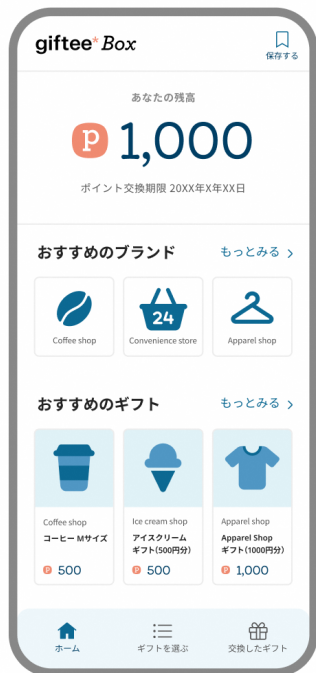 giftee* Box
保存する
あなたの残高
p 1,000
ポイント交換期限 20XX年X月XX日
おすすめのブランド
もっとみる >
Coffee shop
24
Convenience store
Apparel shop
おすすめのギフト
もっとみる >
Coffee shop
コーヒー Mサイズ
p 500
Ice cream shop
アイスクリーム
ギフト(500円分)
p 500
Apparel shop
Apparel Shop
ギフト(1000円分)
p 1,000
ホーム
ギフトを選ぶ
交換したギフト